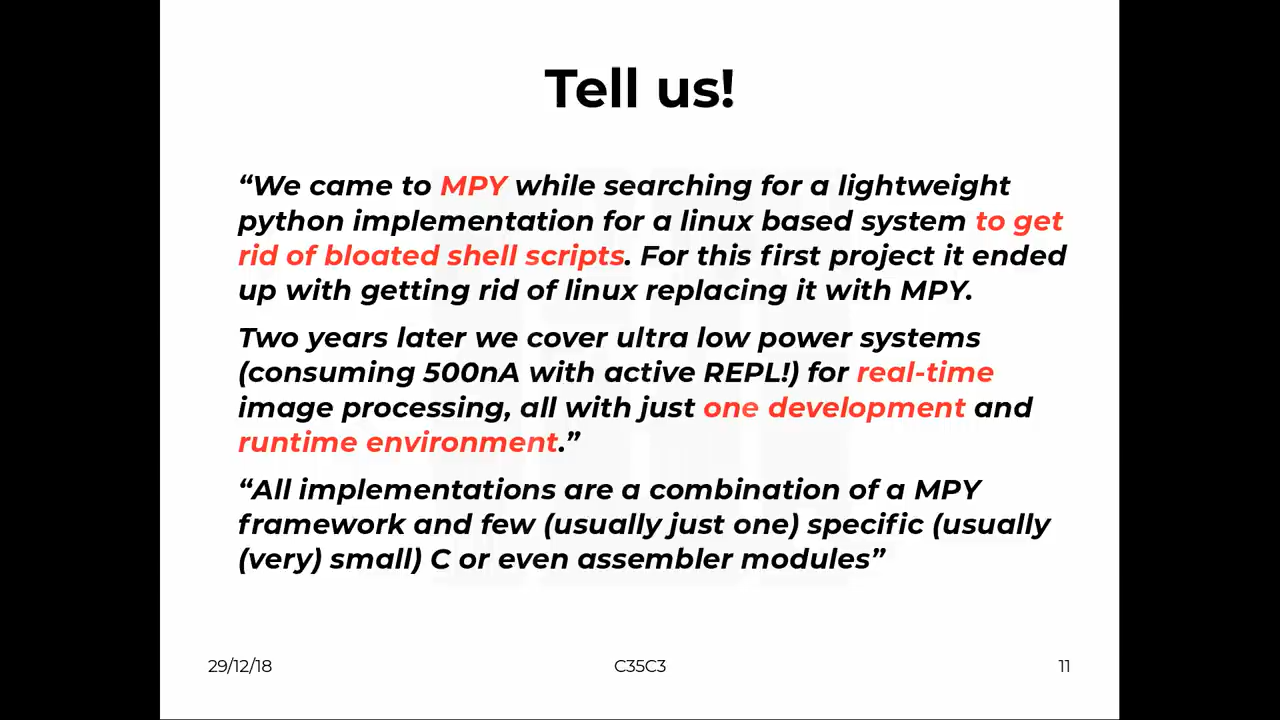 Tell us!
“We came to MPY while searching for a lightweight
python implementation for a linux based system to get
rid of bloated shell scripts. For this first project it ended
up with getting rid of linux replacing it with MPY.
Two years later we cover ultra low power systems
(consuming 500nA with active REPL!) for real-time
image processing, all with just one development and
runtime environment.”
“All implementations are a combination of a MPY
framework and few (usually just one) specific (usually
(very) small) C or even assembler modules”
29/12/18
C35C3
11